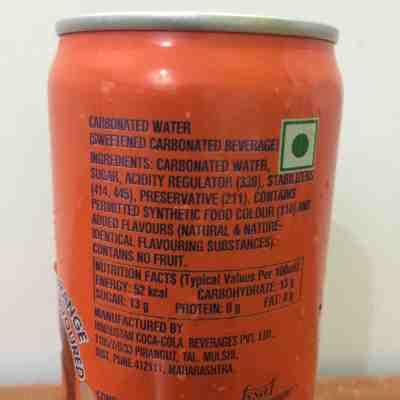 CARBONATED WATER
(SWEETENED CARBONATED BEVERAGE)
INGREDIENTS: CARBONATED WATER,
SUGAR, ACIDITY REGULATOR (330), STABILIZERS
(414, 445), PRESERVATIVE (211). CONTAINS
PERMITTED SYNTHETIC FOOD COLOUR (110) AND
ADDED FLAVOURS (NATURAL & NATURE-
IDENTICAL FLAVOURING SUBSTANCES).
CONTAINS NO FRUIT.
NUTRITION FACTS (Typical Values Per 100ml)
ENERGY: 52 kcal CARBOHYDRATE: 13 g
SUGAR: 13 g PROTEIN: 0 g FAT: 0 g
MANUFACTURED BY
HINDUSTAN COCA-COLA BEVERAGES PVT. LTD.,
PIRANGUT, TAL. MULSHI,
DIST. PUNE-412111, MAHARASHTRA.